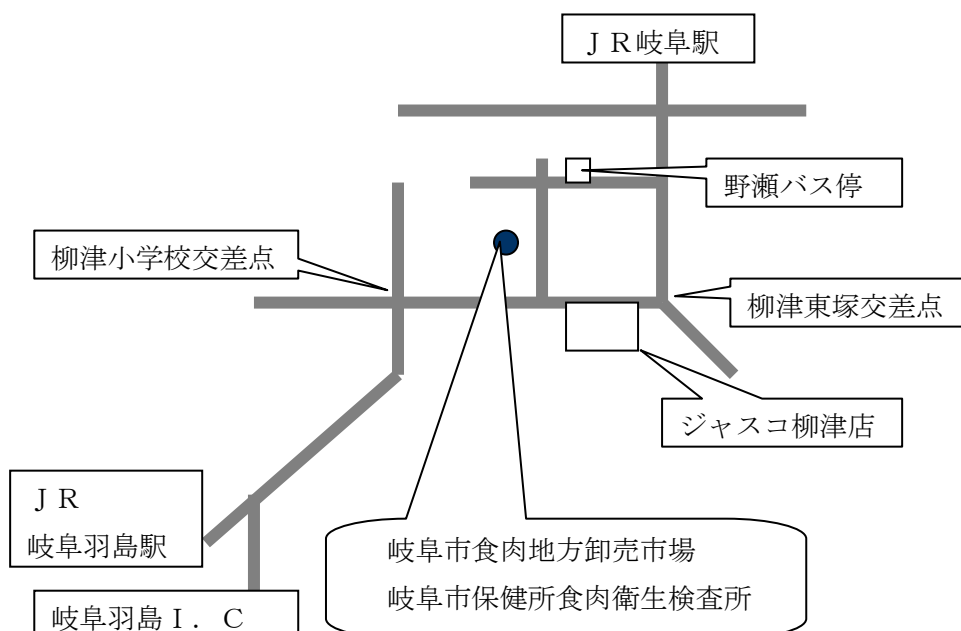 ＪＲ岐阜駅
野瀬バス停
柳津小学校交差点
柳津東塚交差点
ジャスコ柳津店
ＪＲ
岐阜羽島駅
岐阜市食肉地方卸売市場
岐阜市保健所食肉衛生検査所
岐阜羽島Ｉ．Ｃ